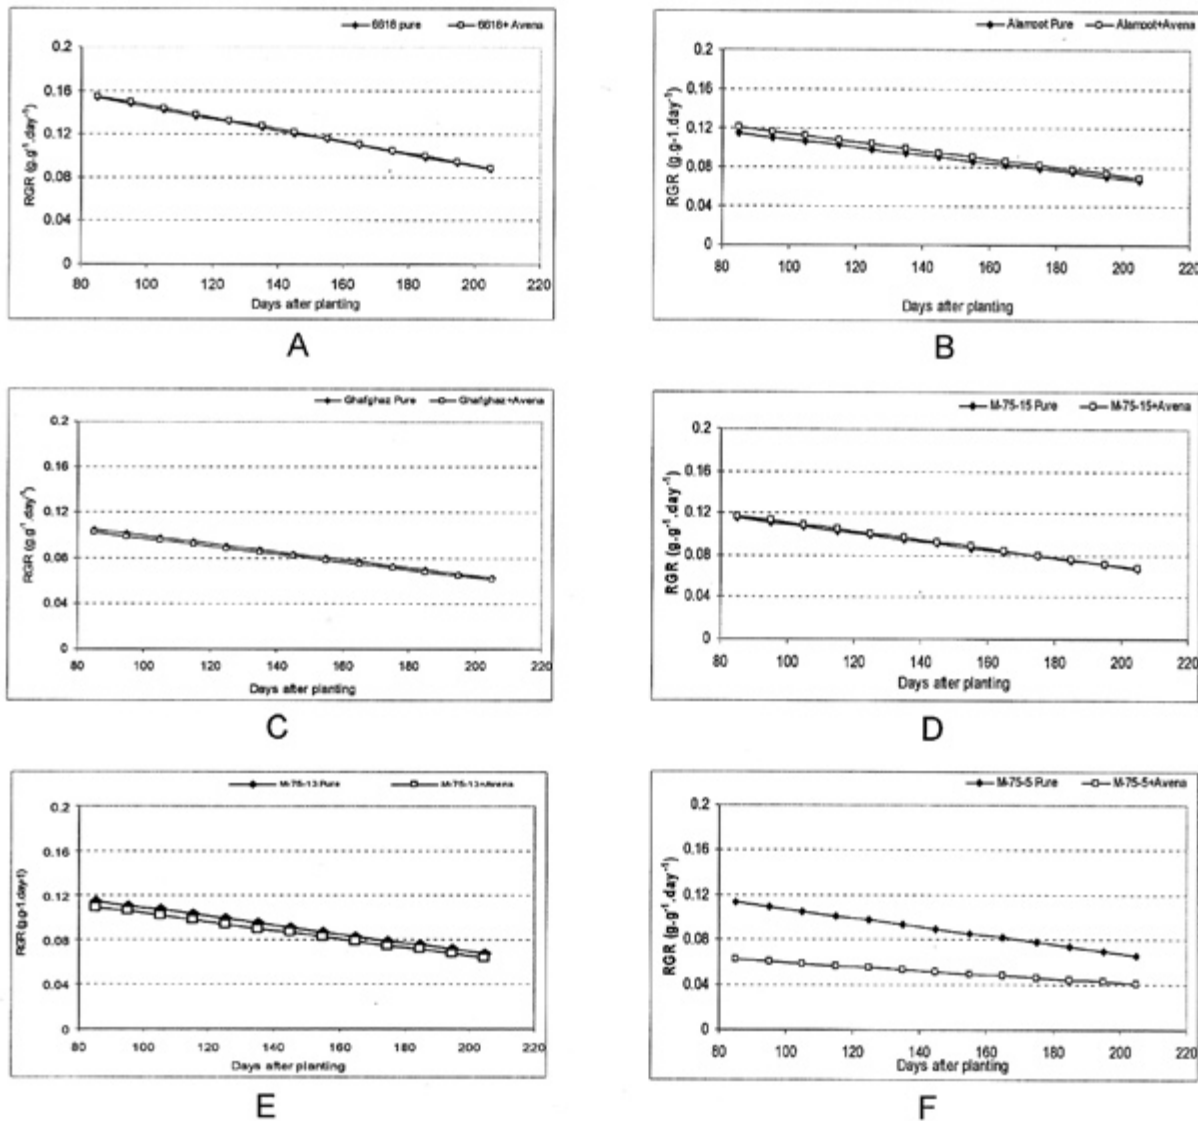 6618 pure 6618+ Avena
0.2
0.16
0.12
0.08
0.04
0
RGR (g.g⁻¹.day⁻¹)
80 100 120 140 160 180 200 220
Days after planting
A
Alamoot Pure Alamoot+Avena
0.2
0.16
0.12
0.08
0.04
0
RGR (g.g-1.day⁻¹)
80 100 120 140 160 180 200 220
Days after planting
B
Ghafghaz Pure Ghafghaz+Avena
0.2
0.16
0.12
0.08
0.04
0
RGR (g.g⁻¹.day⁻¹)
80 100 120 140 160 180 200 220
Days after planting
C
M-75-15 Pure M-75-15+Avena
0.2
0.16
0.12
0.08
0.04
0
RGR (g.g⁻¹.day⁻¹)
80 100 120 140 160 180 200 220
Days after planting
D
M-75-13 Pure M-75-13+Avena
0.2
0.16
0.12
0.08
0.04
0
RGR (g.g-1.day-1)
80 100 120 140 160 180 200 220
Days after planting
E
M-75-5 Pure M-75-5+Avena
0.2
0.16
0.12
0.08
0.04
0
RGR (g.g⁻¹.day⁻¹)
80 100 120 140 160 180 200 220
Days after planting
F